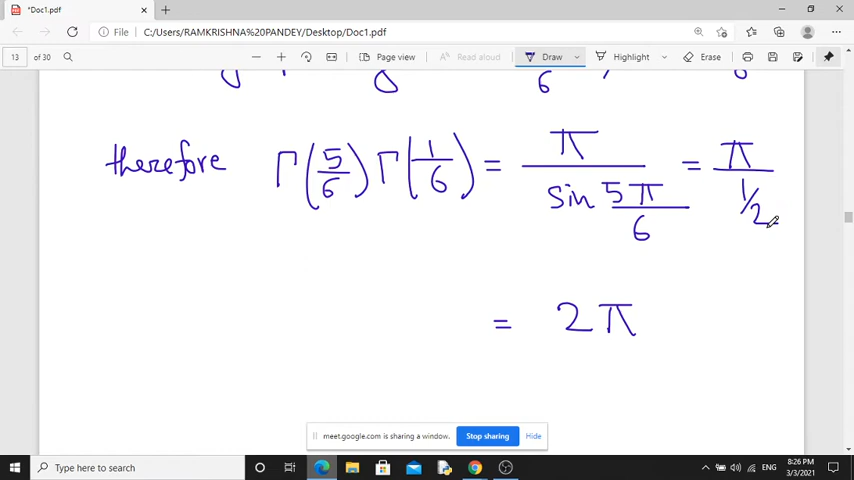 *Doc1.pdf
File C:/Users/RAMKRISHNA%20PANDEY/Desktop/Doc1.pdf
13 of 30 Page view Read aloud Draw Highlight Erase
6 6
therefore Γ(5/6) Γ(1/6) = π / sin 5π/6 = π / 1/2
= 2π
meet.google.com is sharing a window. Stop sharing Hide
Type here to search ENG 8:26 PM
3/3/2021